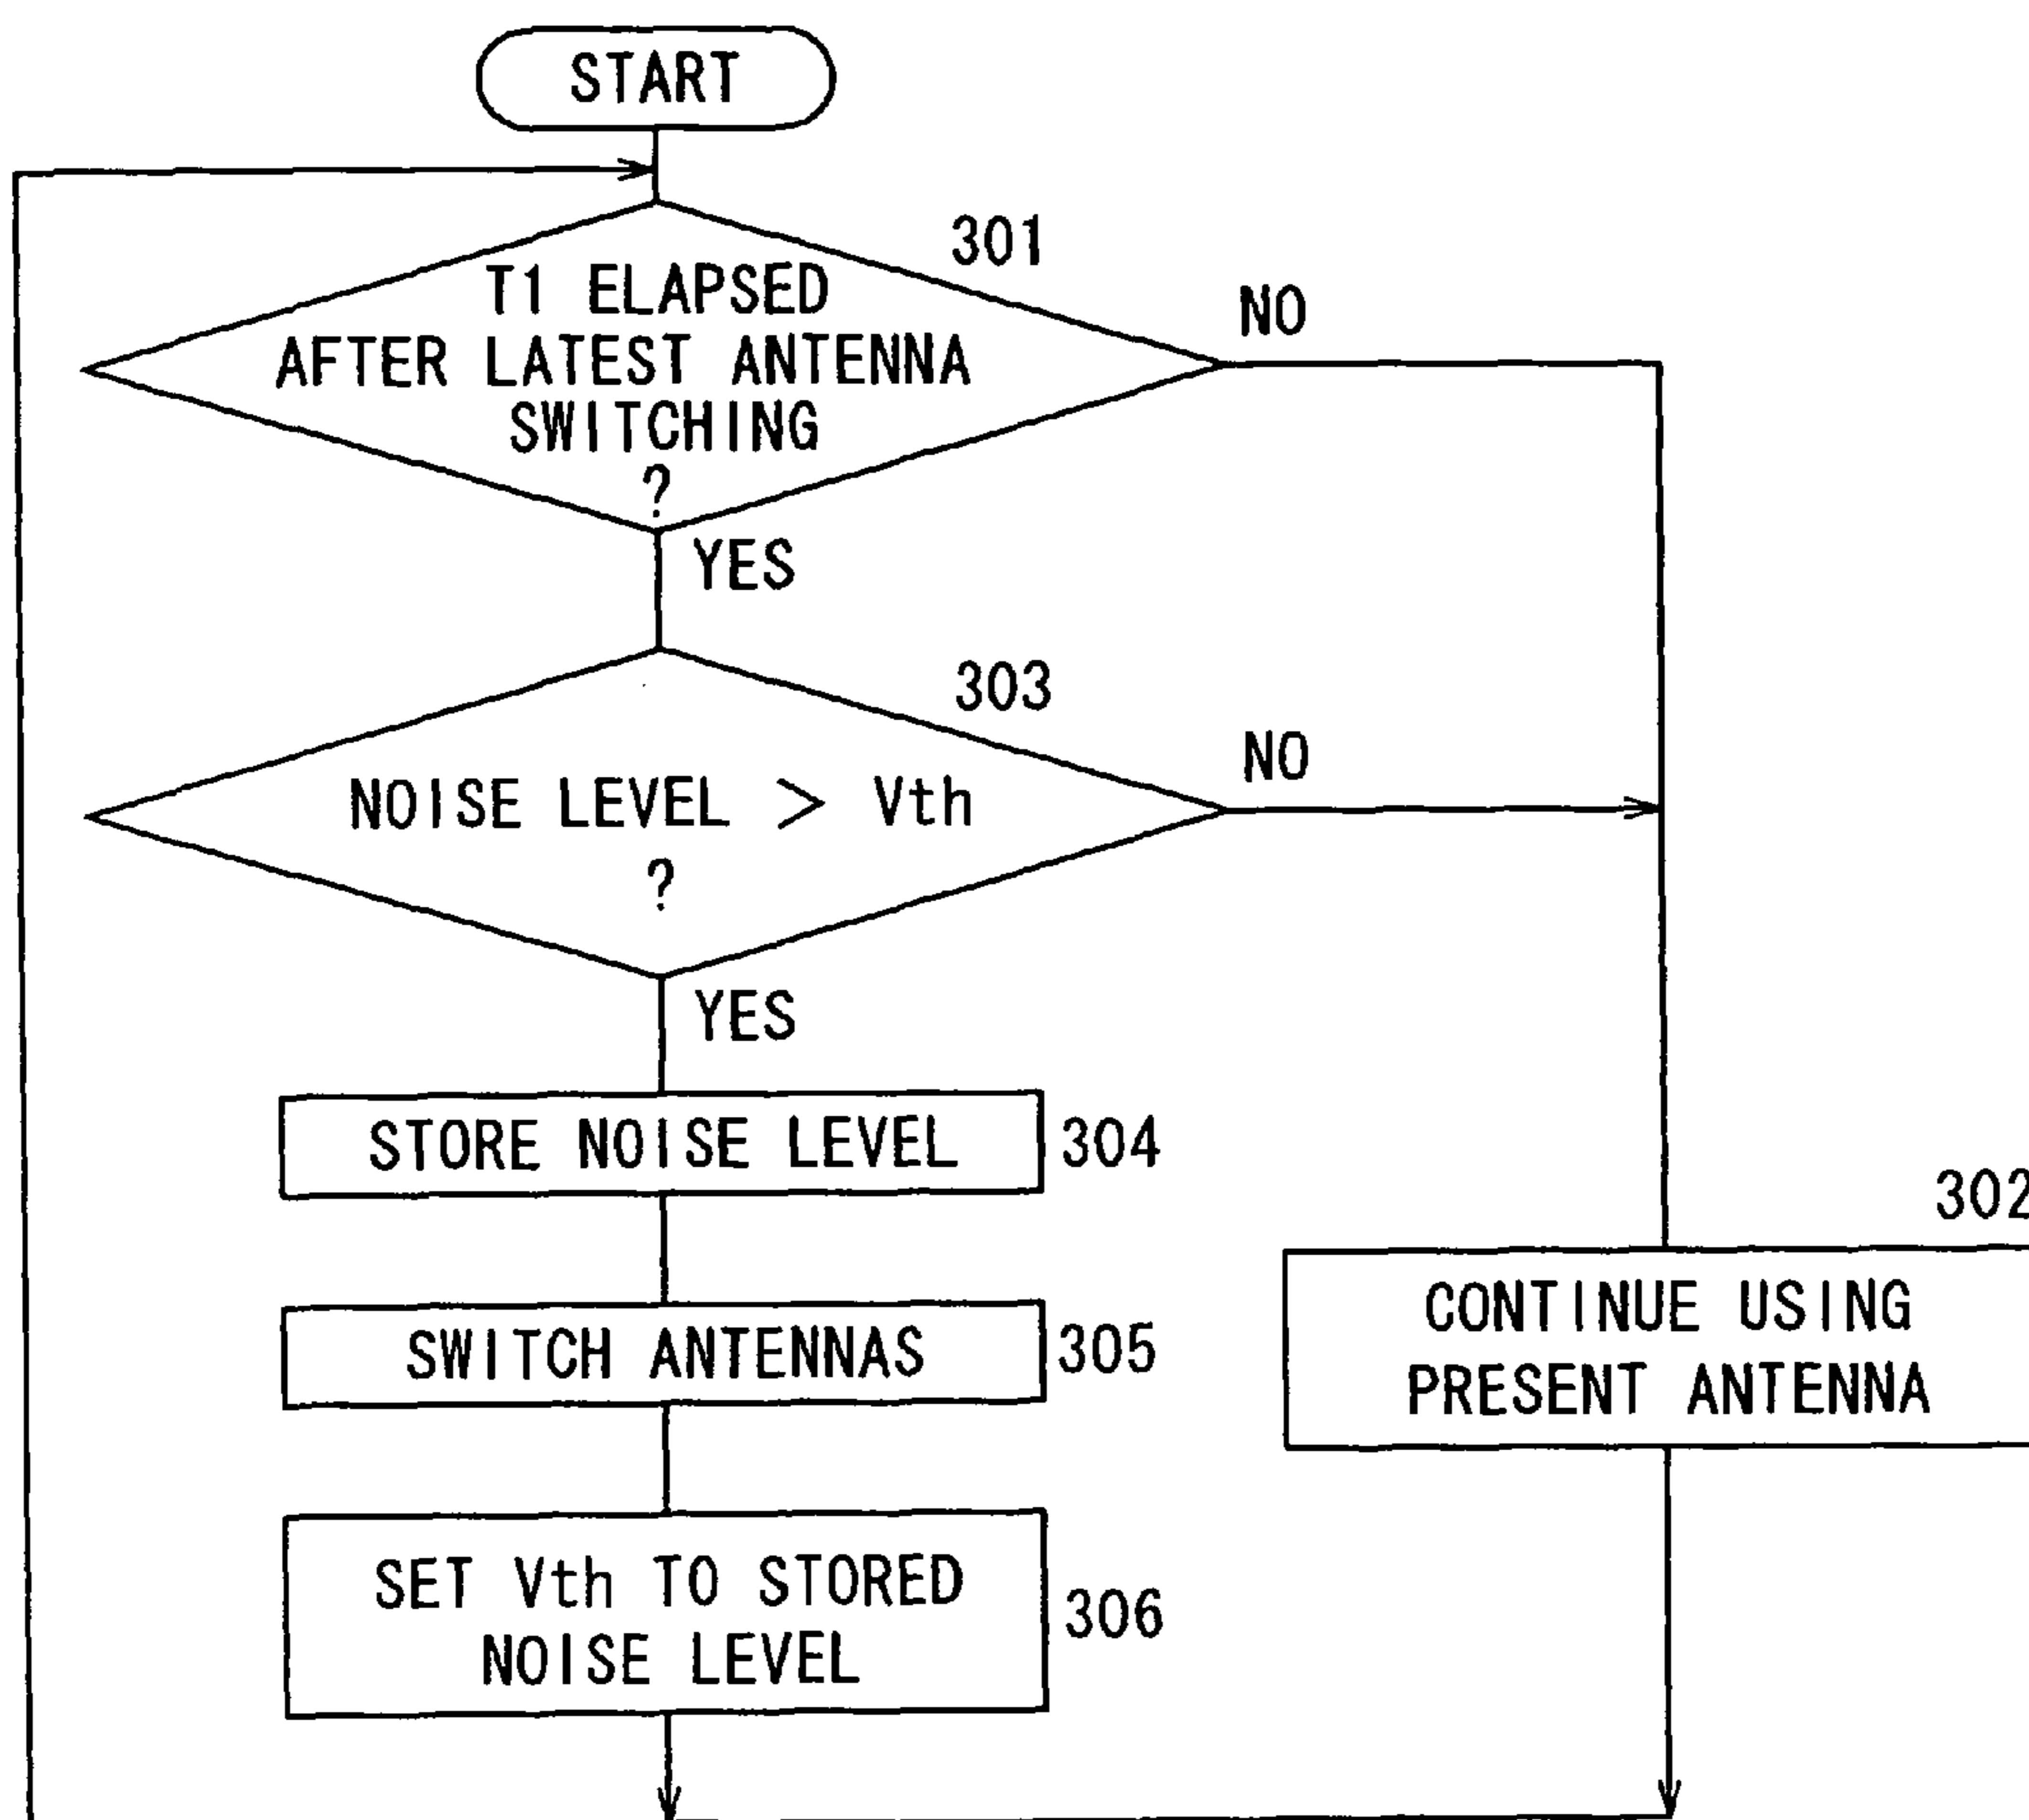 START
301
T1 ELAPSED
AFTER LATEST ANTENNA
SWITCHING
?
NO
YES
303
NOISE LEVEL > Vth
?
NO
YES
STORE NOISE LEVEL
304
302
SWITCH ANTENNAS
305
CONTINUE USING
PRESENT ANTENNA
SET Vth TO STORED
NOISE LEVEL
306